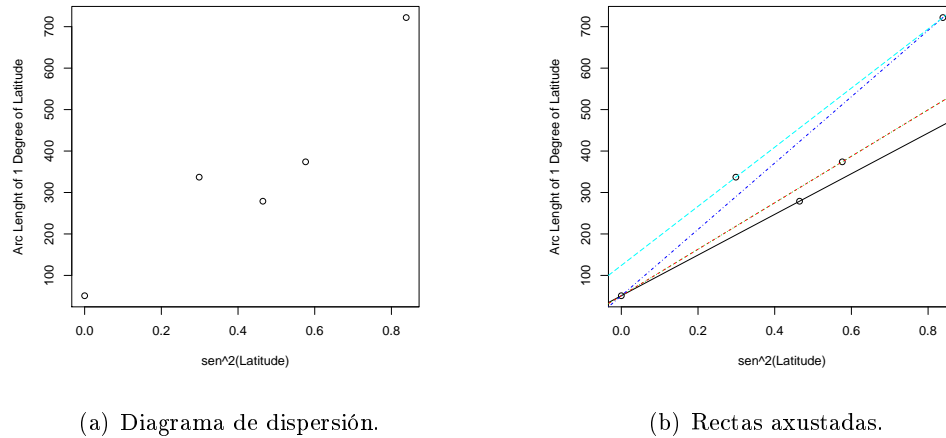 700
600
500
400
300
200
100
Arc Lenght of 1 Degree of Latitude
0.0 0.2 0.4 0.6 0.8
sen^2(Latitude)
(a) Diagrama de dispersión.
700
600
500
400
300
200
100
Arc Lenght of 1 Degree of Latitude
0.0 0.2 0.4 0.6 0.8
sen^2(Latitude)
(b) Rectas axustadas.